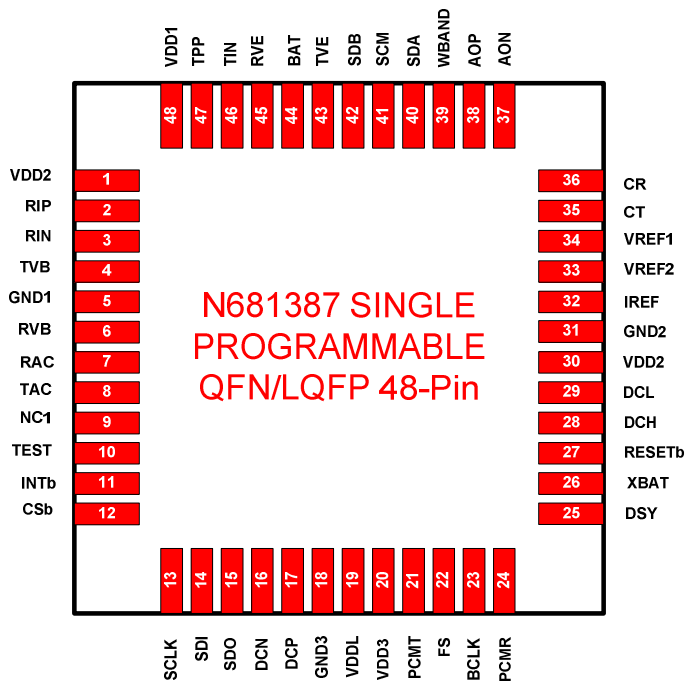 VDD1 TPP TIN RVE BAT TVE SDB SCM SDA WBAND AOP AON
48 47 46 45 44 43 42 41 40 39 38 37
VDD2 1
RIP 2
RIN 3
TVB 4
GND1 5
RVB 6
RAC 7
TAC 8
NC1 9
TEST 10
INTb 11
CSb 12
N681387 SINGLE
PROGRAMMABLE
QFN/LQFP 48-Pin
36 CR
35 CT
34 VREF1
33 VREF2
32 IREF
31 GND2
30 VDD2
29 DCL
28 DCH
27 RESETb
26 XBAT
25 DSY
13 14 15 16 17 18 19 20 21 22 23 24
SCLK SDI SDO DCN DCP GND3 VDDL VDD3 PCMT FS BCLK PCMR